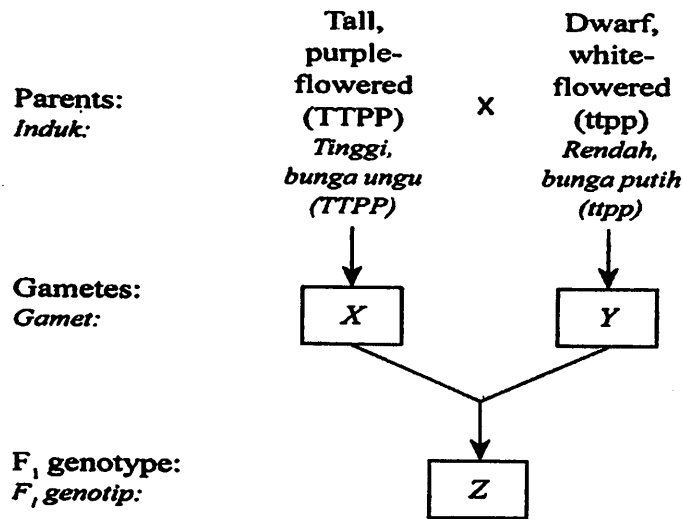 Tall,
purple-
flowered
(TTPP)
Tinggi,
bunga ungu
(TTPP)
x
Dwarf,
white-
flowered
(ttpp)
Rendah,
bunga putih
(ttpp)
Parents:
Induk:
Gametes:
Gamet:
X
Y
F₁ genotype:
F₁ genotip:
Z